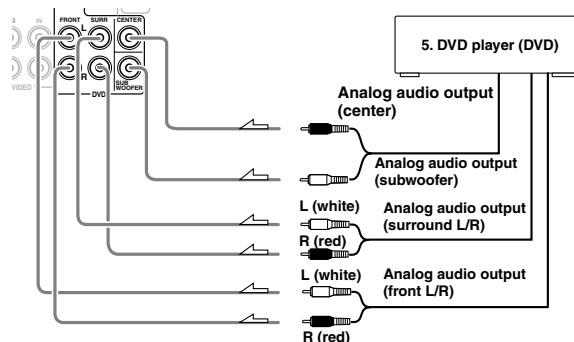 IN FRONT SURR CENTER
L
R
VIDEO
SUB
WOOFER
DVD
5. DVD player (DVD)
Analog audio output
(center)
Analog audio output
(subwoofer)
L (white)
Analog audio output
(surround L/R)
R (red)
L (white)
Analog audio output
(front L/R)
R (red)